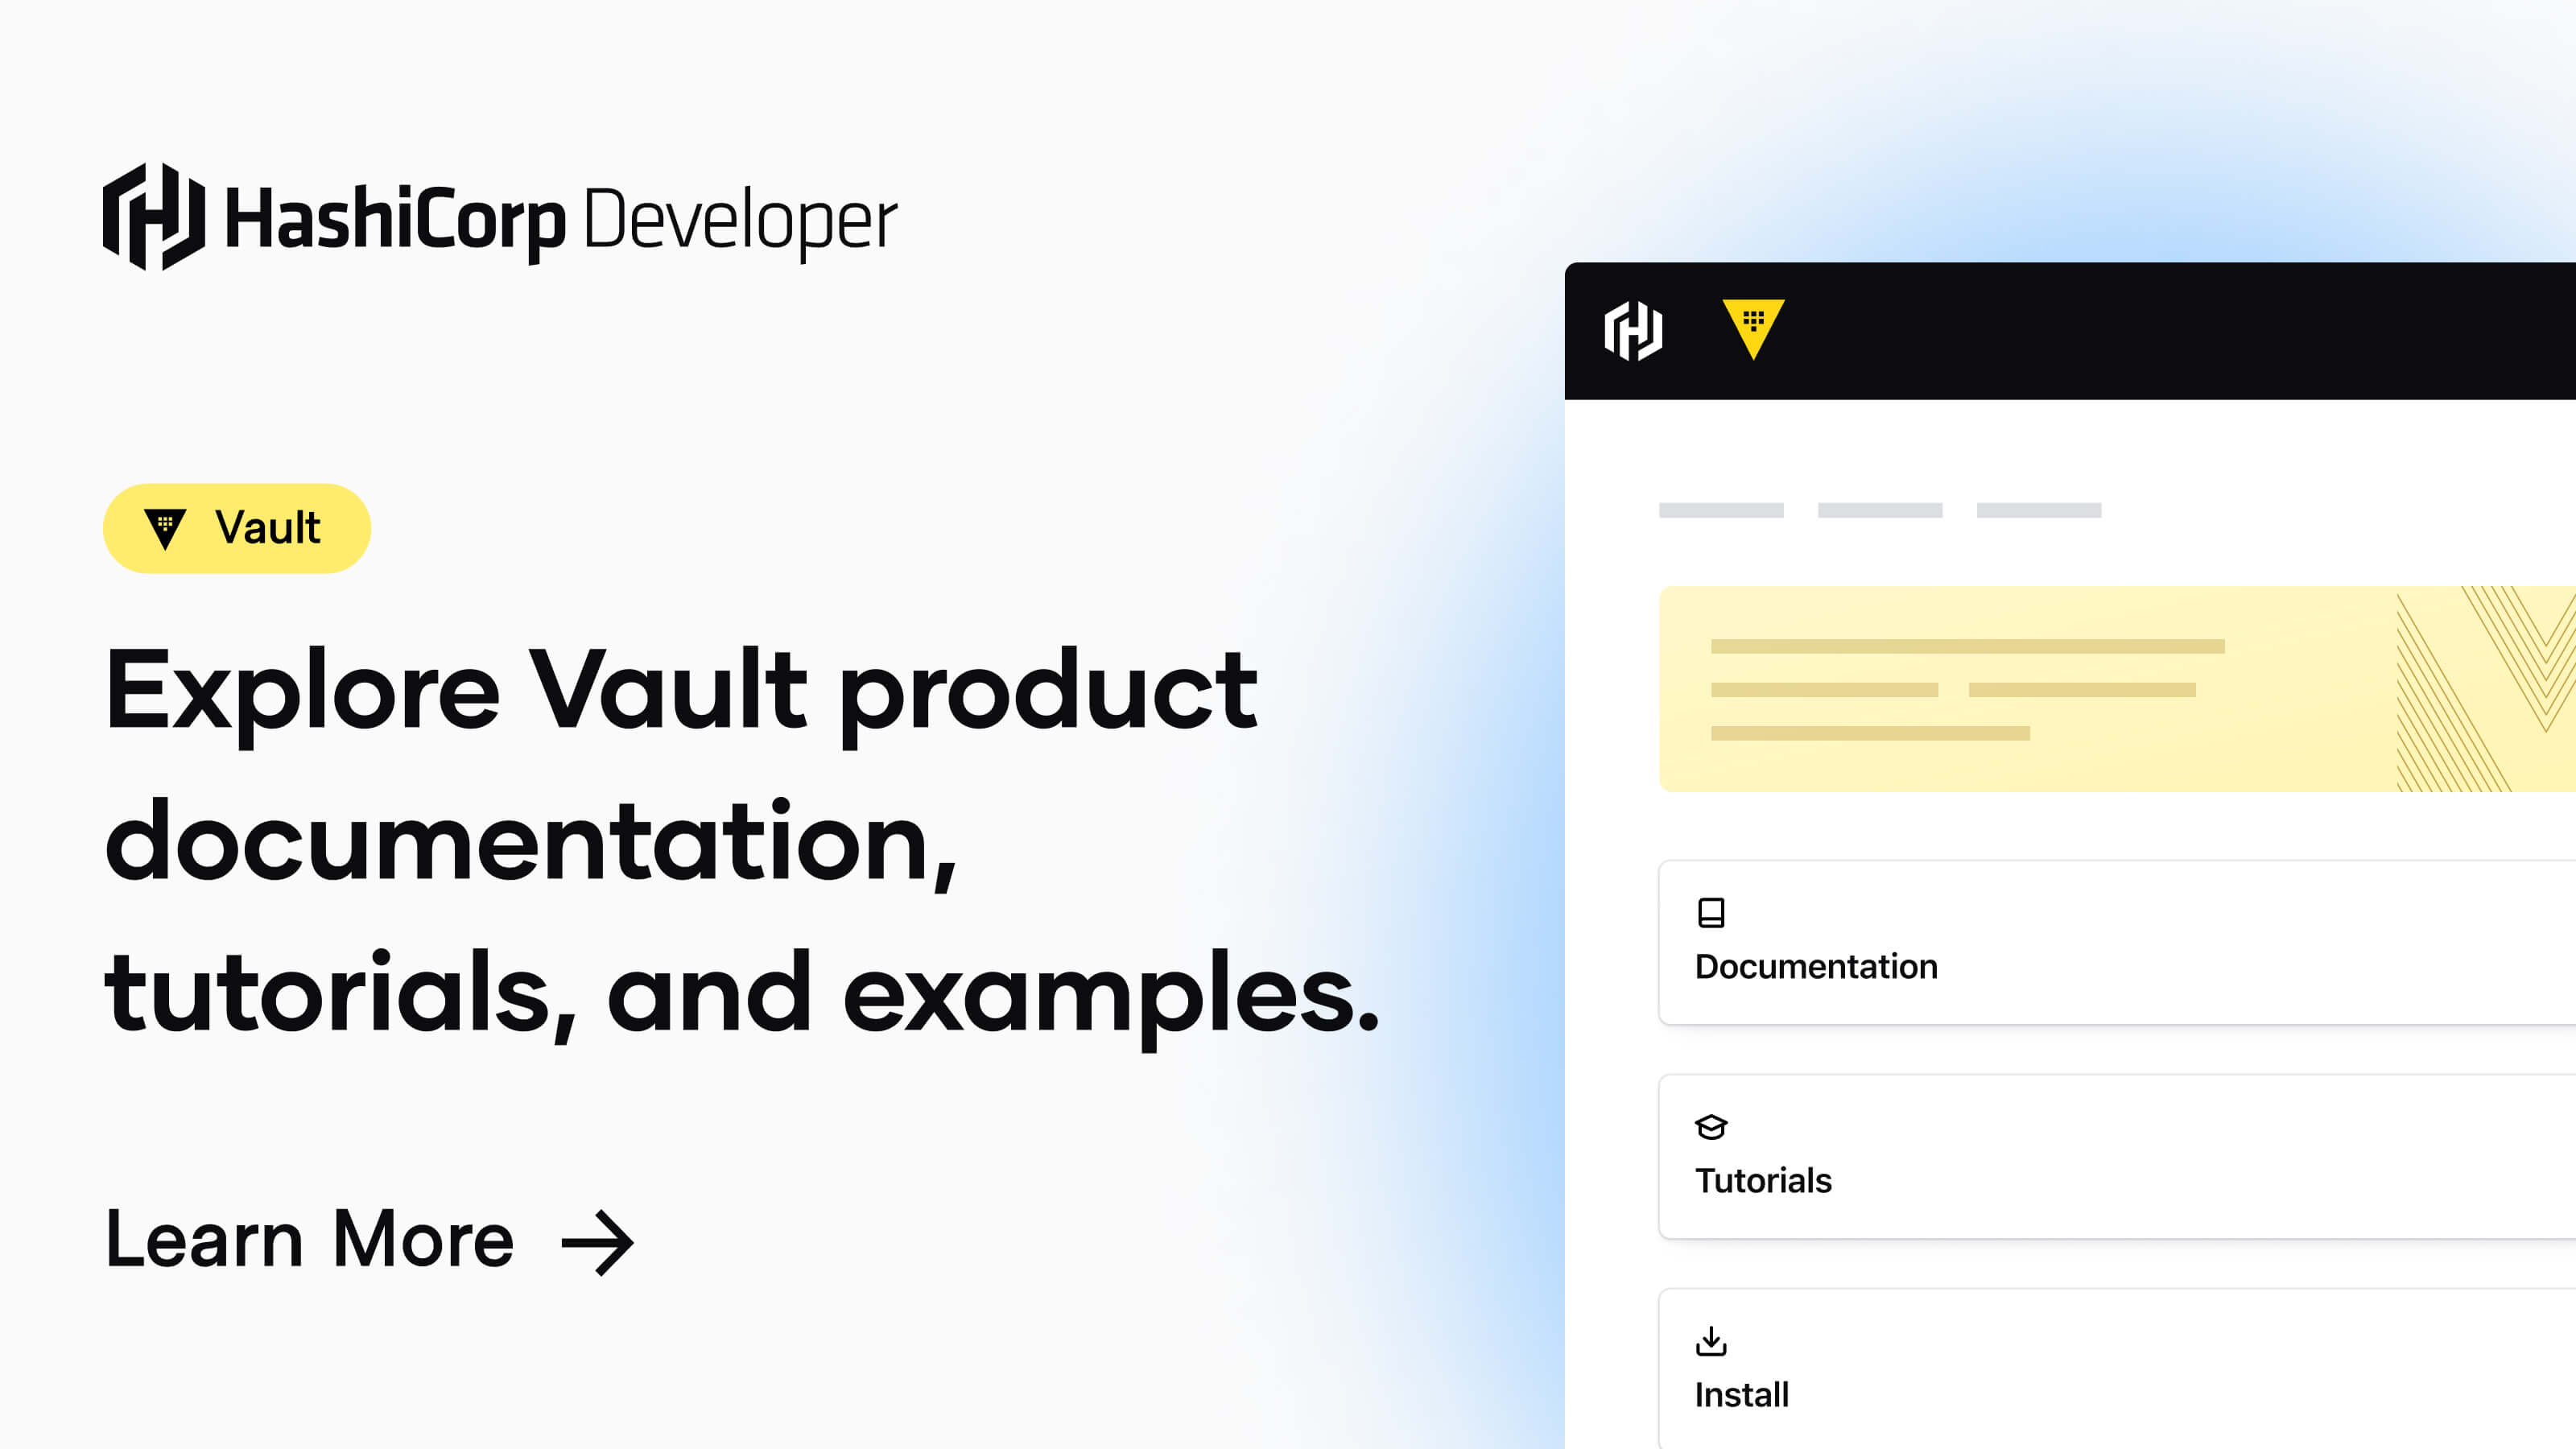 HashiCorp Developer
Vault
Explore Vault product
documentation,
tutorials, and examples.
Learn More
Documentation
Tutorials
Install